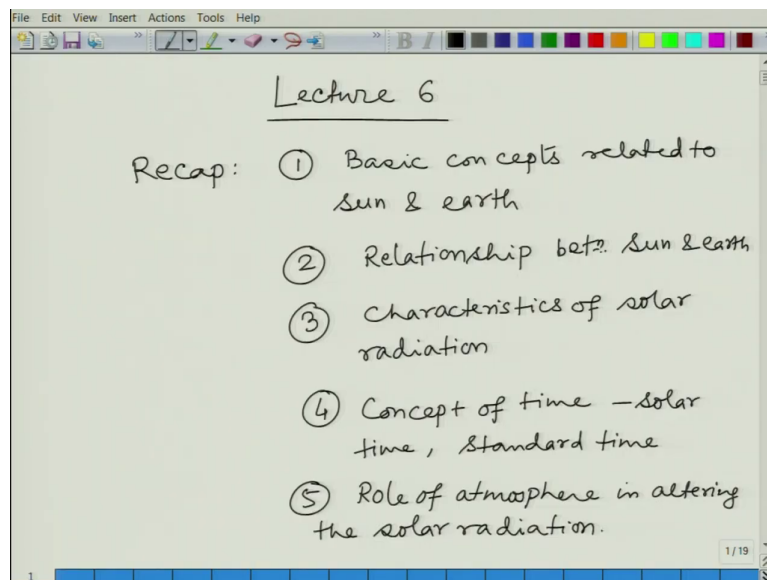 File Edit View Insert Actions Tools Help
Lecture 6
Recap: ① Basic concepts related to
sun & earth
② Relationship betn. sun & earth
③ Characteristics of solar
radiation
④ Concept of time – solar
time, standard time
⑤ Role of atmosphere in altering
the solar radiation.
1/19
1